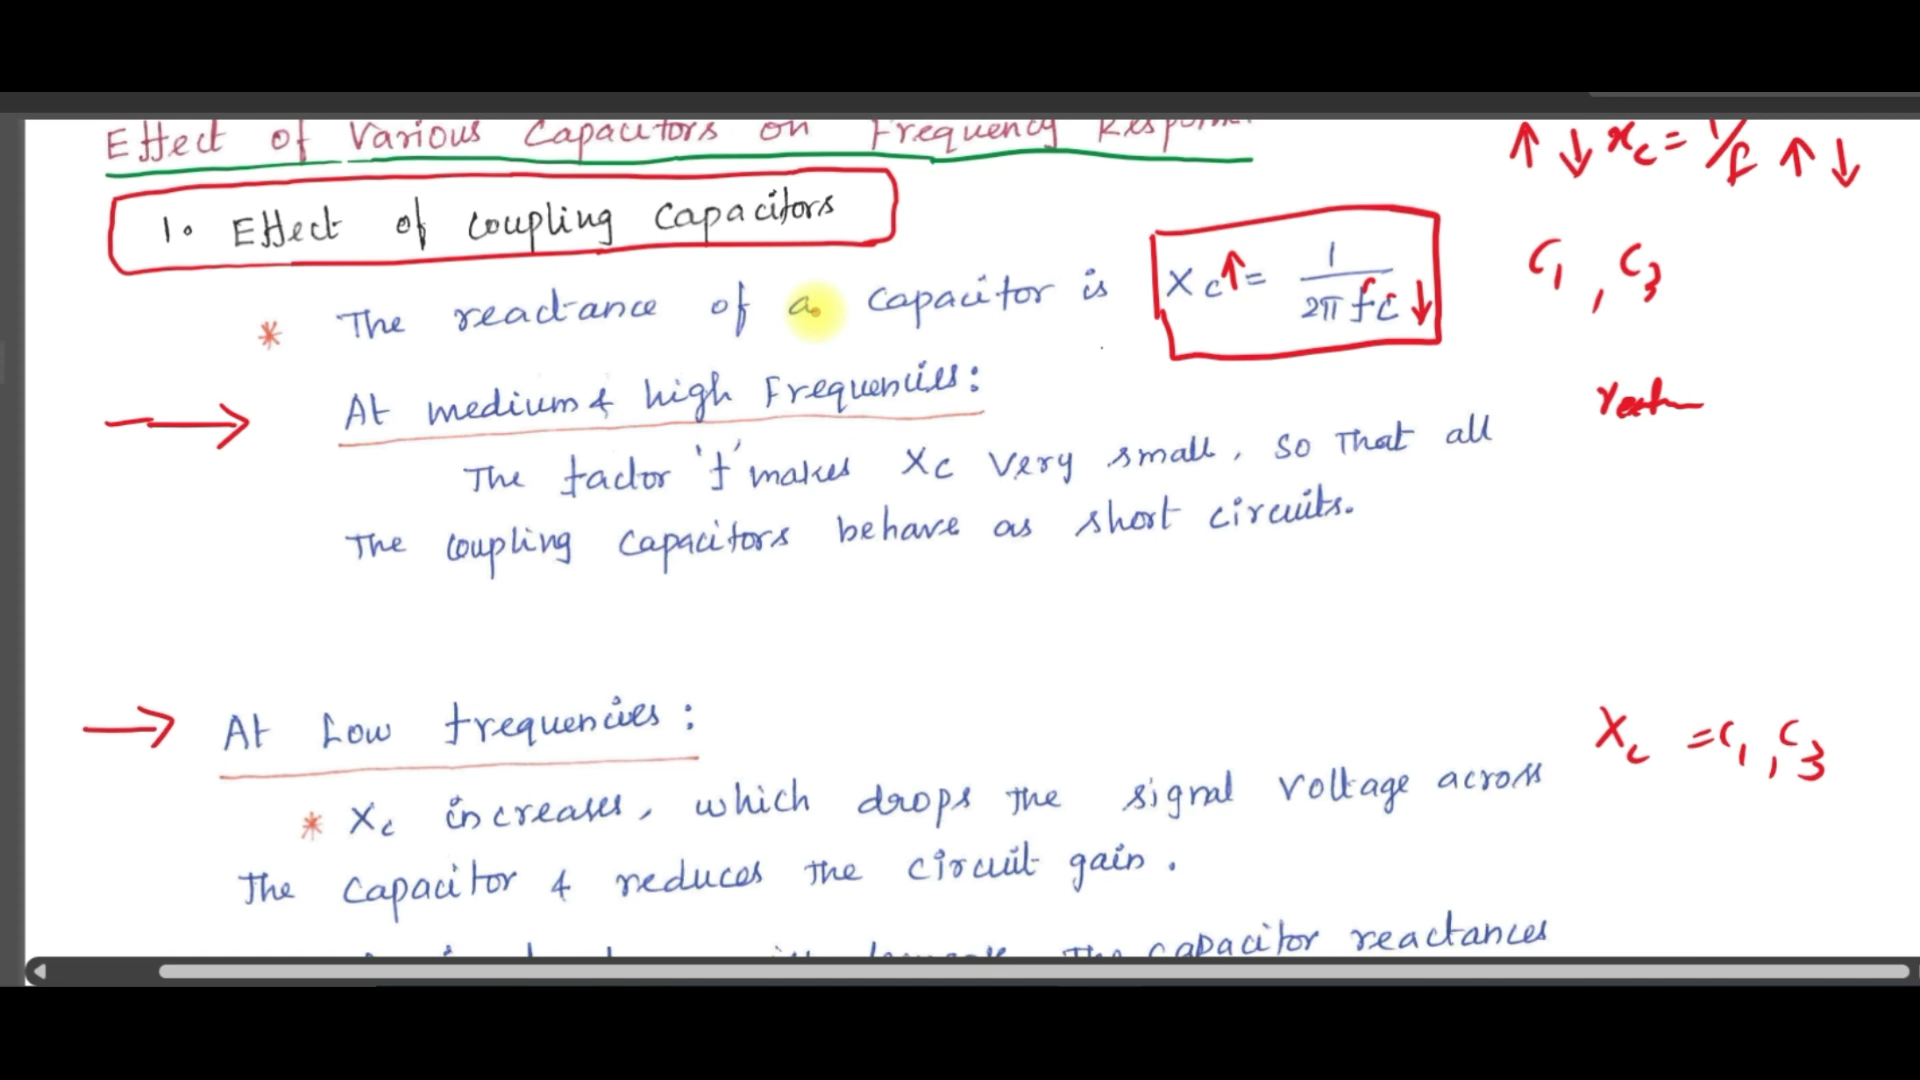 Effect of Various Capacitors on Frequency
↑ ↓ Xc = 1/f ↑ ↓
1. Effect of Coupling Capacitors
* The reactance of a capacitor is Xc↑ = 1/2πfc↓
C1, C3
At medium & high Frequencies:
The factor 'f' makes Xc very small, so that all
The coupling capacitors behave as short circuits.
→ At Low frequencies:
Xc = C1, C3
* Xc increases, which drops the signal voltage across
The capacitor & reduces the circuit gain.
The capacitor reactances